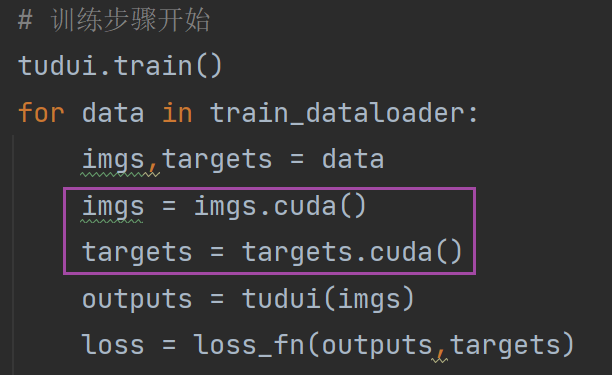 # 训练步骤开始
tudui.train()
for data in train_dataloader:
imgs,targets = data
imgs = imgs.cuda()
targets = targets.cuda()
outputs = tudui(imgs)
loss = loss_fn(outputs,targets)